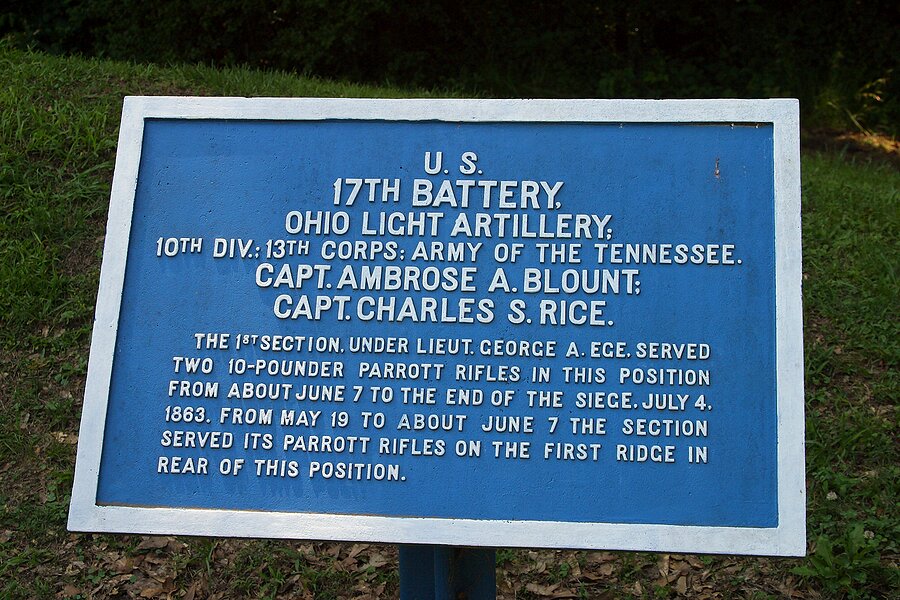 U. S.
17TH BATTERY,
OHIO LIGHT ARTILLERY;
10TH DIV.; 13TH CORPS; ARMY OF THE TENNESSEE.
CAPT. AMBROSE A. BLOUNT;
CAPT. CHARLES S. RICE.
THE 1ST SECTION, UNDER LIEUT. GEORGE A. EGE, SERVED
TWO 10-POUNDER PARROTT RIFLES IN THIS POSITION
FROM ABOUT JUNE 7 TO THE END OF THE SIEGE, JULY 4,
1863. FROM MAY 19 TO ABOUT JUNE 7 THE SECTION
SERVED ITS PARROTT RIFLES ON THE FIRST RIDGE IN
REAR OF THIS POSITION.